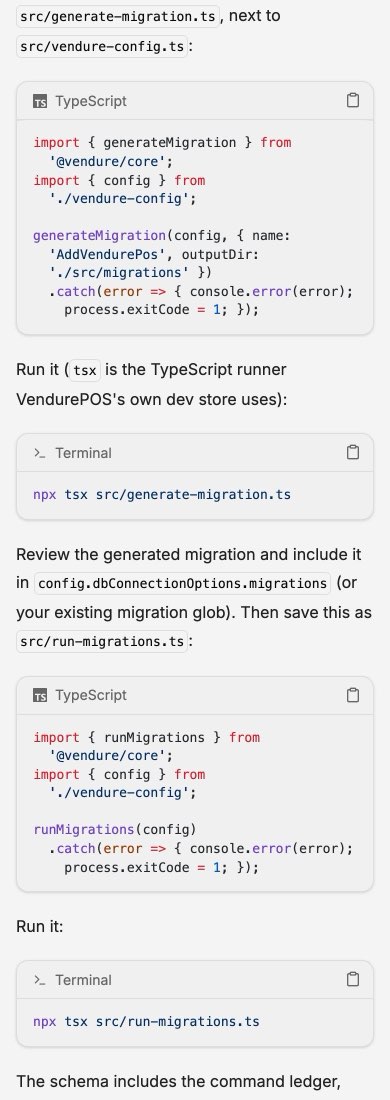 src/generate-migration.ts, next to
src/vendure-config.ts:
TS TypeScript
import { generateMigration } from
'@vendure/core';
import { config } from
'./vendure-config';
generateMigration(config, { name:
'AddVendurePos', outputDir:
'./src/migrations' })
.catch(error => { console.error(error);
process.exitCode = 1; });
Run it (tsx is the TypeScript runner
VendurePOS's own dev store uses):
>_ Terminal
npx tsx src/generate-migration.ts
Review the generated migration and include it
in config.dbConnectionOptions.migrations (or
your existing migration glob). Then save this as
src/run-migrations.ts:
TS TypeScript
import { runMigrations } from
'@vendure/core';
import { config } from
'./vendure-config';
runMigrations(config)
.catch(error => { console.error(error);
process.exitCode = 1; });
Run it:
>_ Terminal
npx tsx src/run-migrations.ts
The schema includes the command ledger,